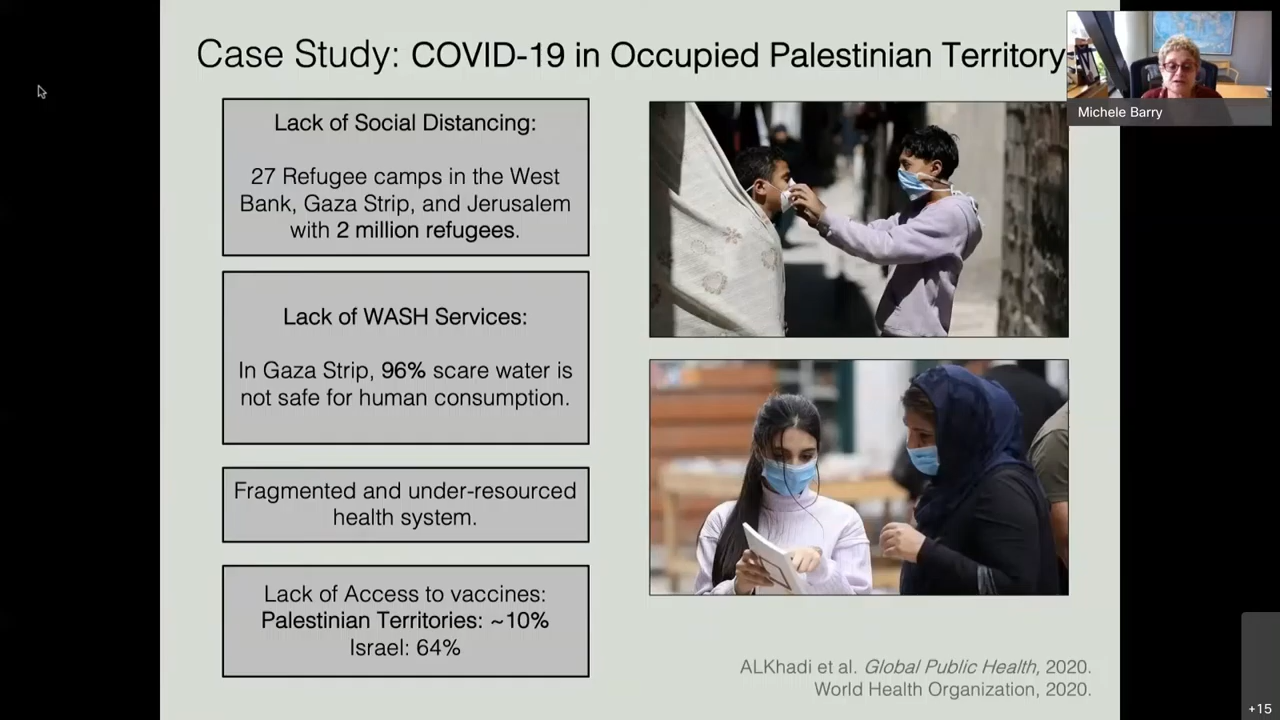 Case Study: COVID-19 in Occupied Palestinian Territory
Michele Barry
Lack of Social Distancing:
27 Refugee camps in the West
Bank, Gaza Strip, and Jerusalem
with 2 million refugees.
Lack of WASH Services:
In Gaza Strip, 96% scare water is
not safe for human consumption.
Fragmented and under-resourced
health system.
Lack of Access to vaccines:
Palestinian Territories: ~10%
Israel: 64%
ALKhadi et al. Global Public Health, 2020.
World Health Organization, 2020.
+15